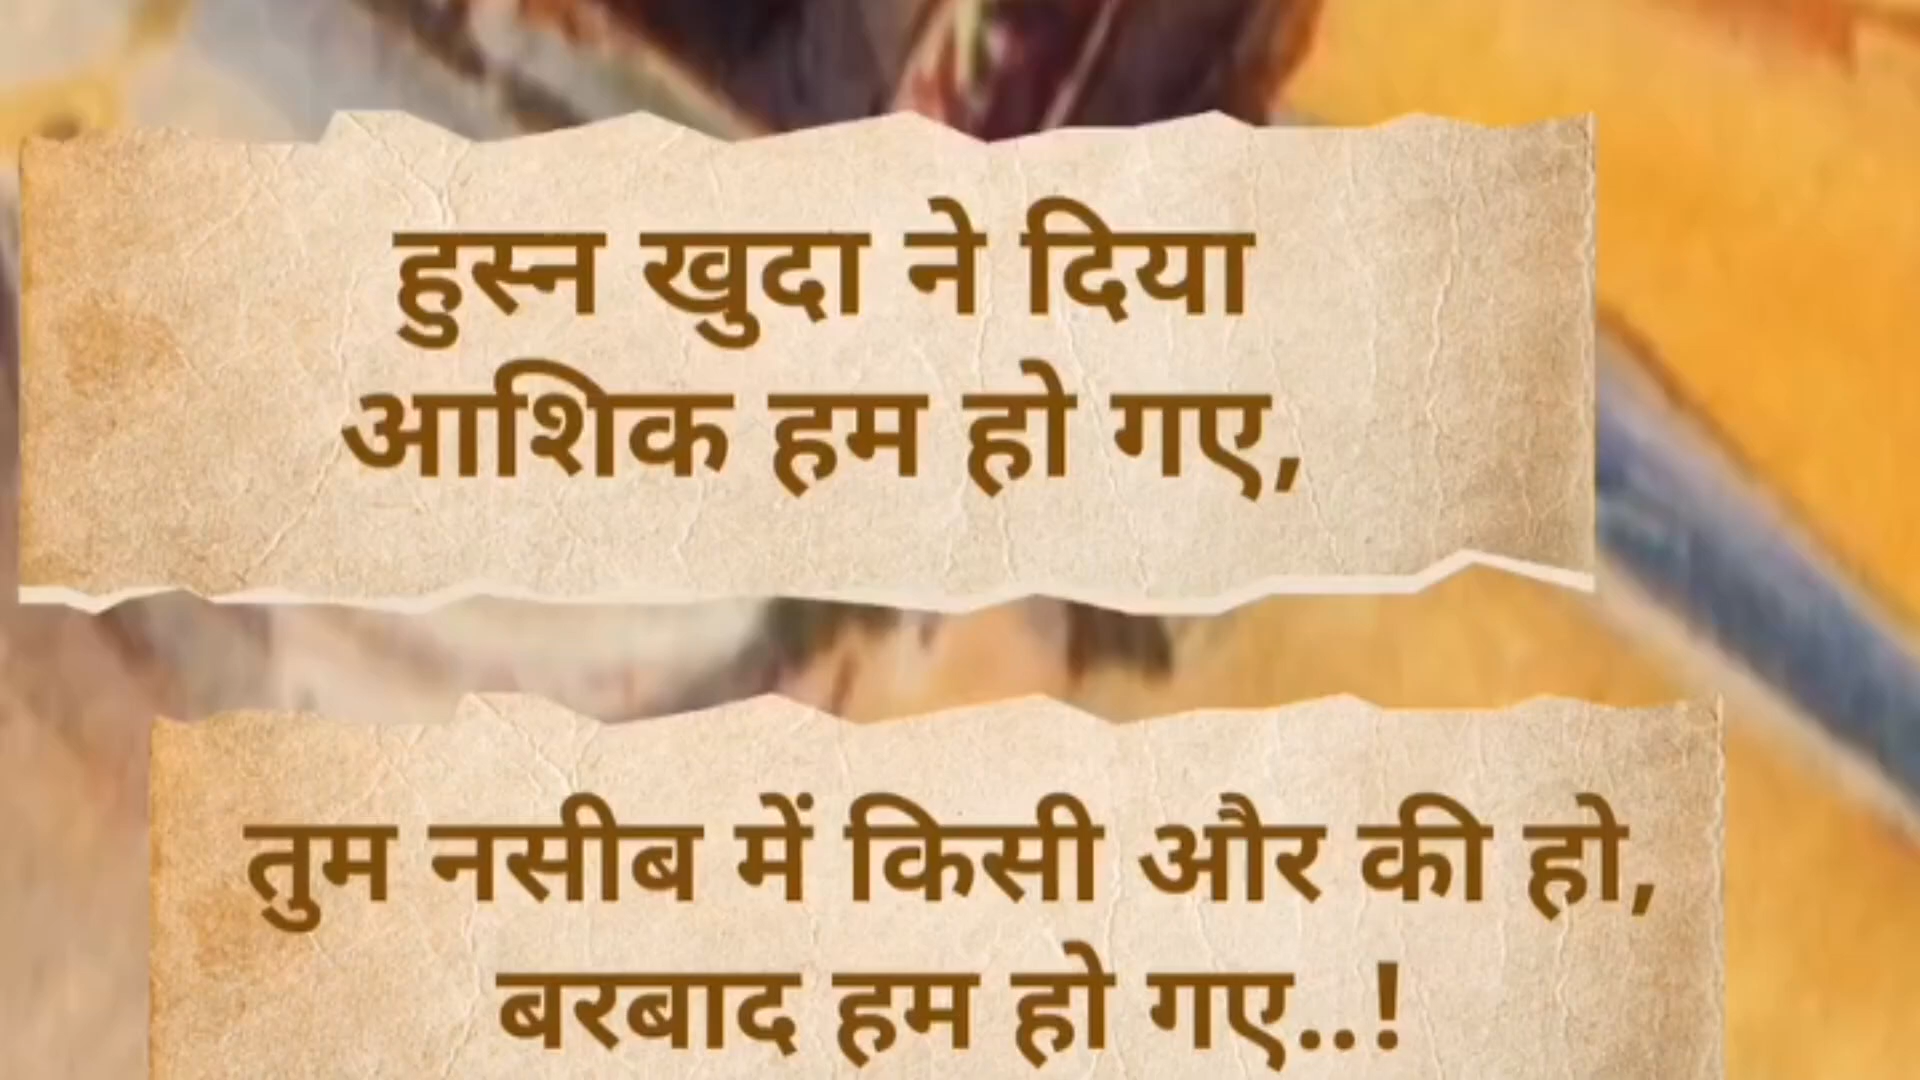 हुस्न खुदा ने दिया
आशिक हम हो गए,
तुम नसीब में किसी और की हो,
बरबाद हम हो गए..!